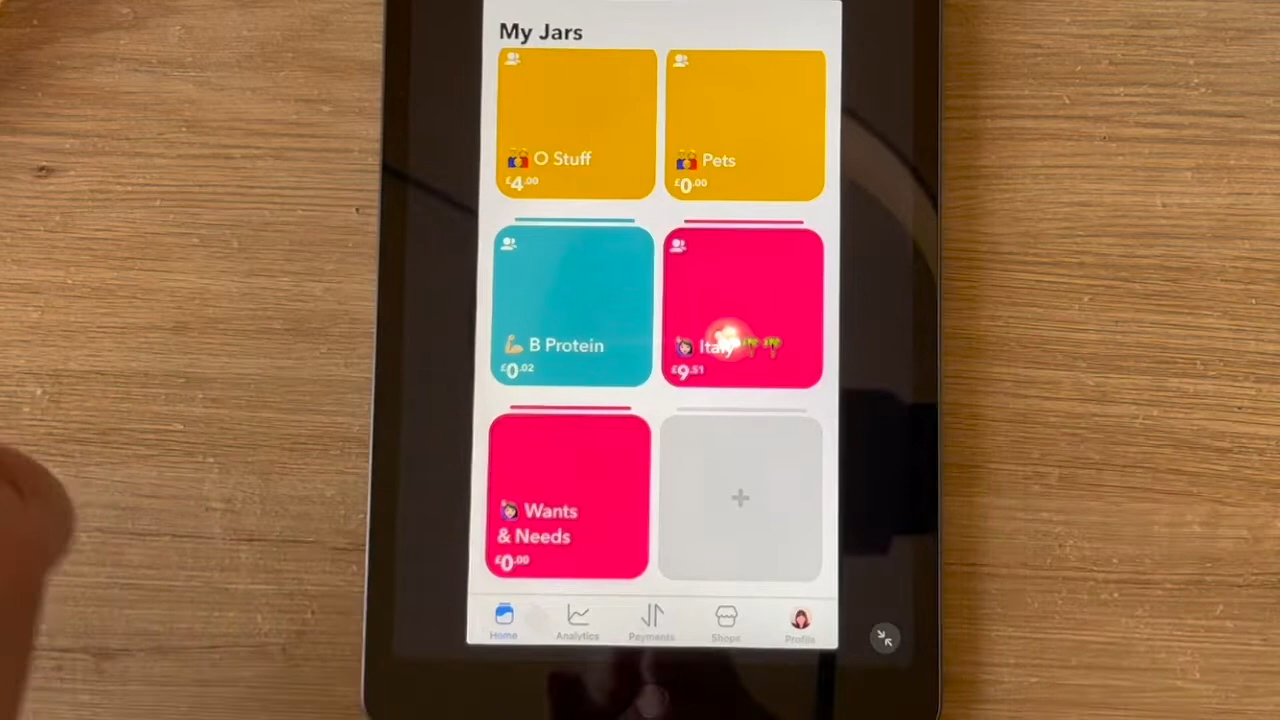 My Jars
O Stuff
£4.00
Pets
£0.00
B Protein
£0.02
Italy
£9.51
Wants
& Needs
£0.00
Home
Analytics
Payments
Shops
Profile